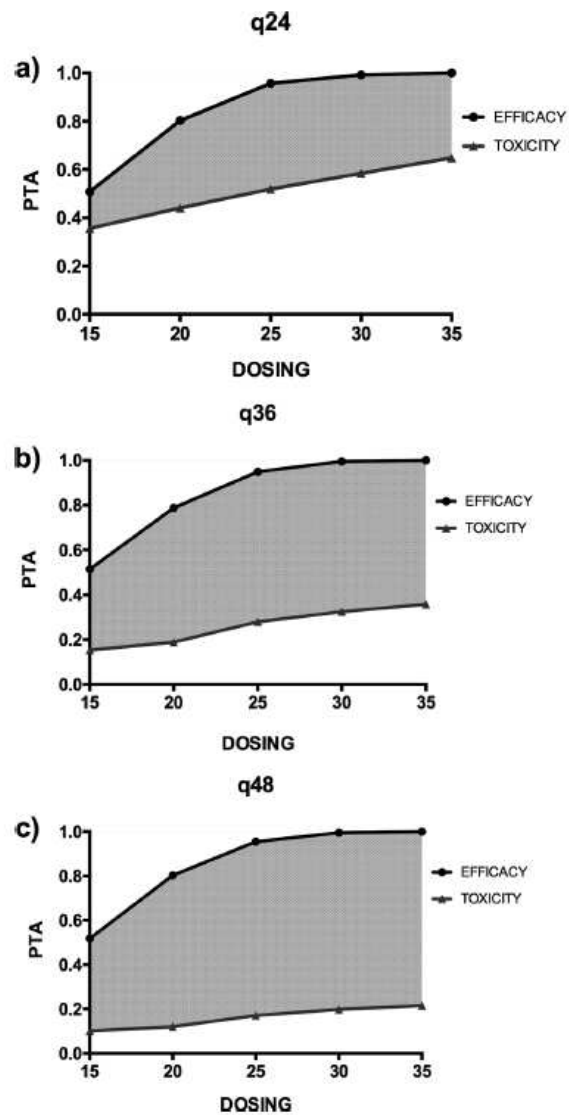 q24
a)
1.0
0.8
0.6
0.4
0.2
0.0
PTA
EFFICACY
TOXICITY
15 20 25 30 35
DOSING
q36
b)
1.0
0.8
0.6
0.4
0.2
0.0
PTA
EFFICACY
TOXICITY
15 20 25 30 35
DOSING
q48
c)
1.0
0.8
0.6
0.4
0.2
0.0
PTA
EFFICACY
TOXICITY
15 20 25 30 35
DOSING